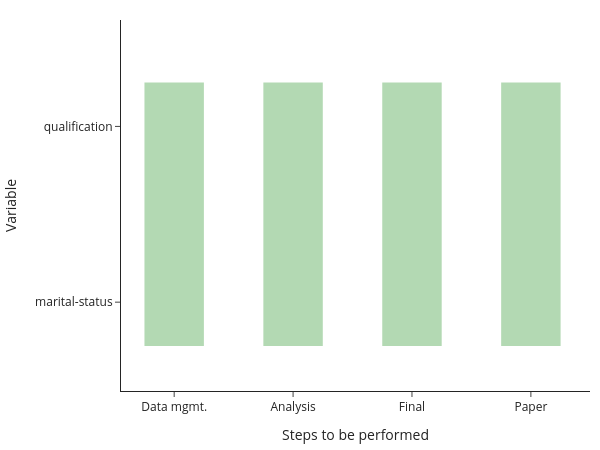 Variable
qualification
marital-status
Data mgmt.
Analysis
Final
Paper
Steps to be performed